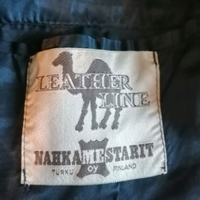 LEATHER
LINE
NAHKAMESTARIT
TURKU OY FINLAND